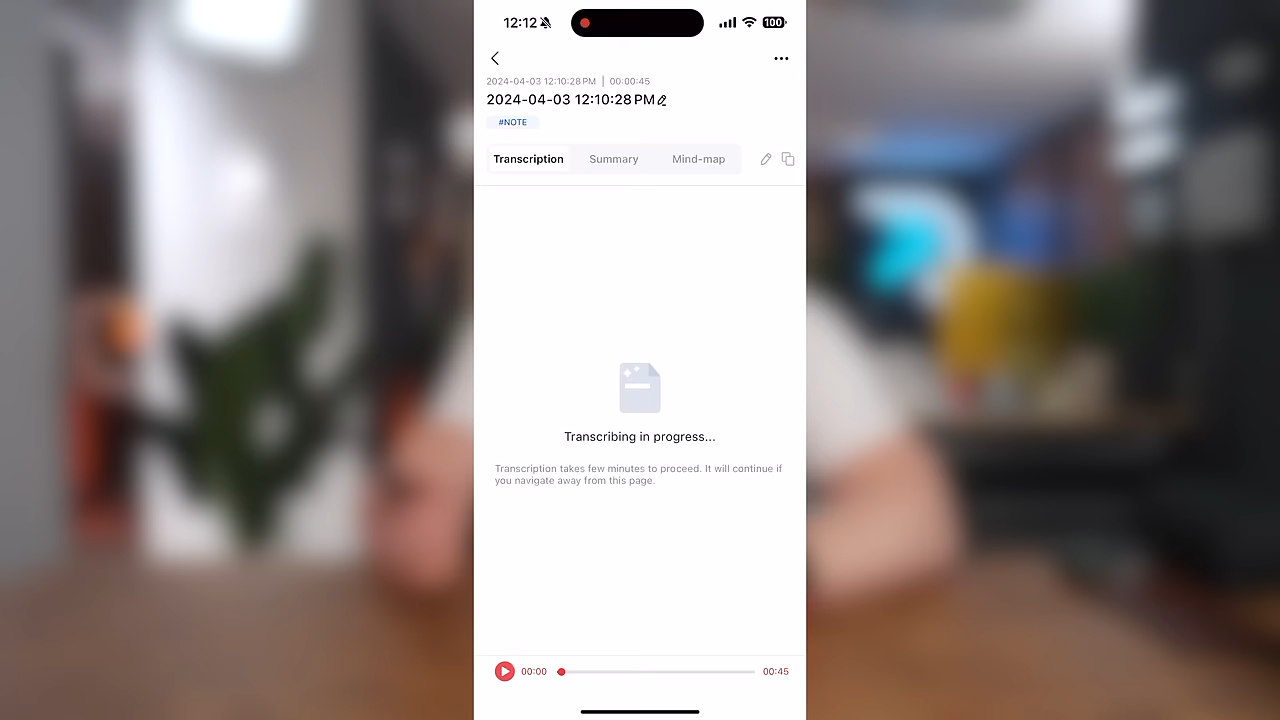 12:12
100
2024-04-03 12:10:28 PM | 00:00:45
2024-04-03 12:10:28 PM
#NOTE
Transcription Summary Mind-map
Transcribing in progress...
Transcription takes few minutes to proceed. It will continue if
you navigate away from this page.
00:00 00:45